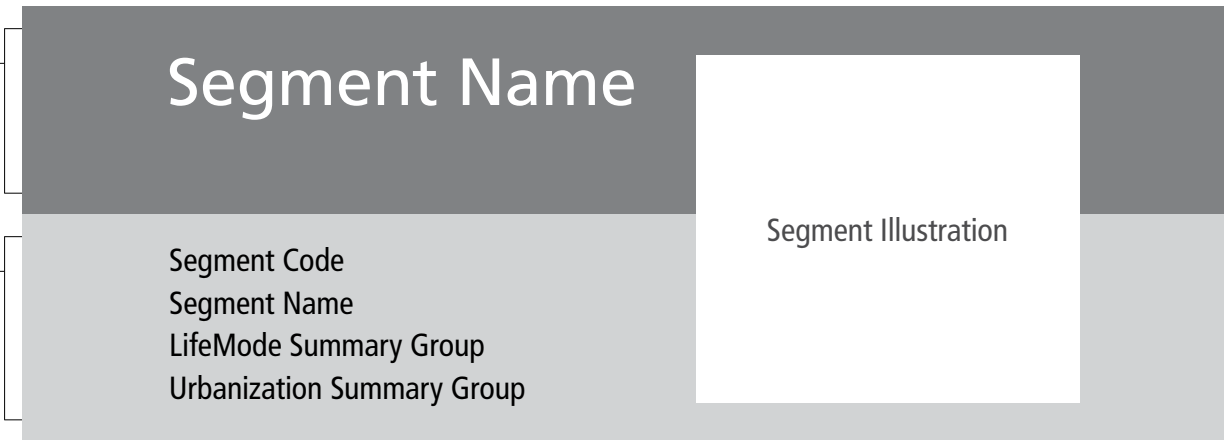 Segment Name
Segment Illustration
Segment Code
Segment Name
LifeMode Summary Group
Urbanization Summary Group